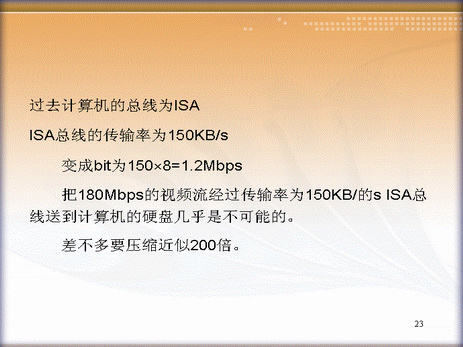 过去计算机的总线为ISA
ISA总线的传输率为150KB/s
变成bit为150×8=1.2Mbps
把180Mbps的视频流经过传输率为150KB/的s ISA总
线送到计算机的硬盘几乎是不可能的。
差不多要压缩近似200倍。
23